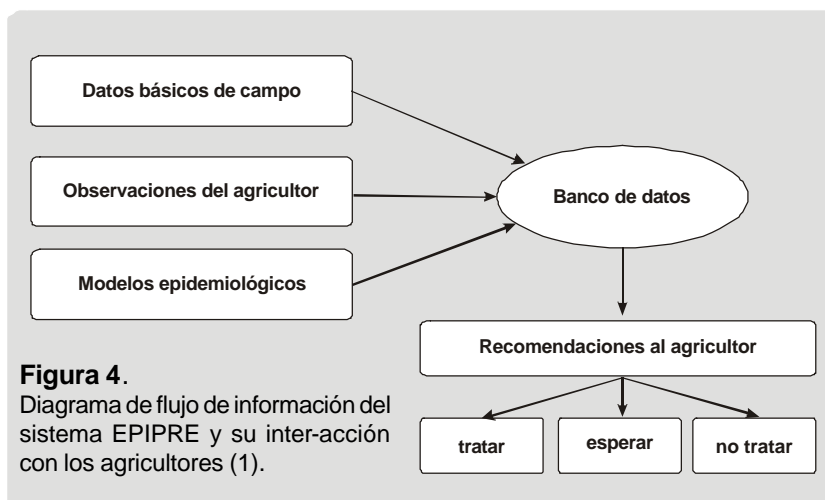 Datos básicos de campo
Observaciones del agricultor
Banco de datos
Modelos epidemiológicos
Recomendaciones al agricultor
tratar
esperar
no tratar
Figura 4.
Diagrama de flujo de información del
sistema EPIPRE y su inter-acción
con los agricultores (1).